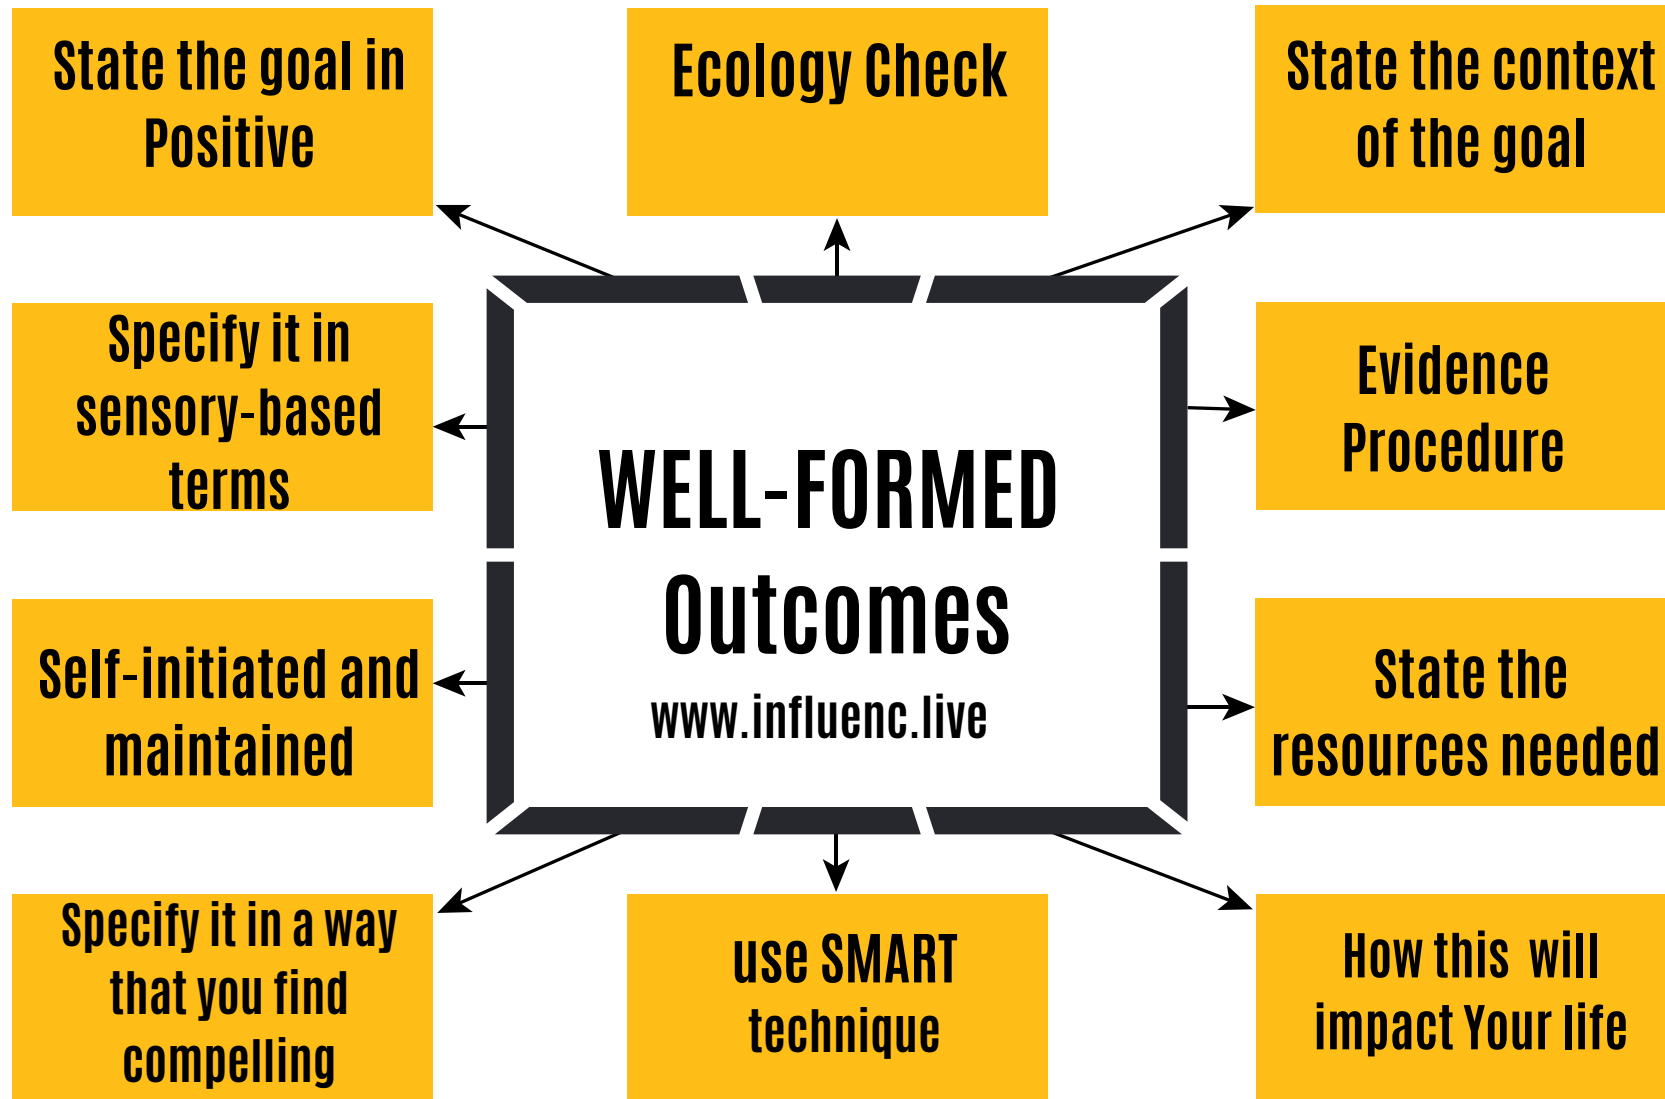 State the goal in
Positive
Ecology Check
State the context
of the goal
Specify it in
sensory-based
terms
Evidence
Procedure
WELL-FORMED
Outcomes
www.influenc.live
Self-initiated and
maintained
State the
resources needed
Specify it in a way
that you find
compelling
use SMART
technique
How this will
impact Your life